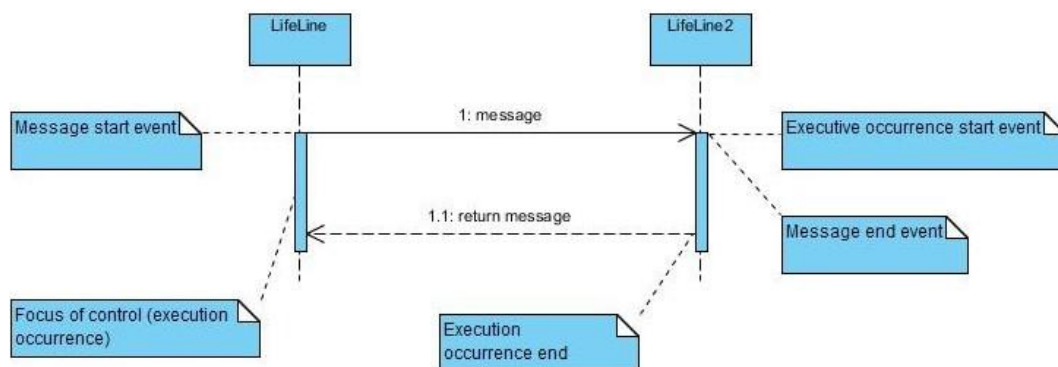 LifeLine
LifeLine2
Message start event
1: message
Executive occurrence start event
1.1: return message
Message end event
Focus of control (execution
occurrence)
Execution
occurrence end